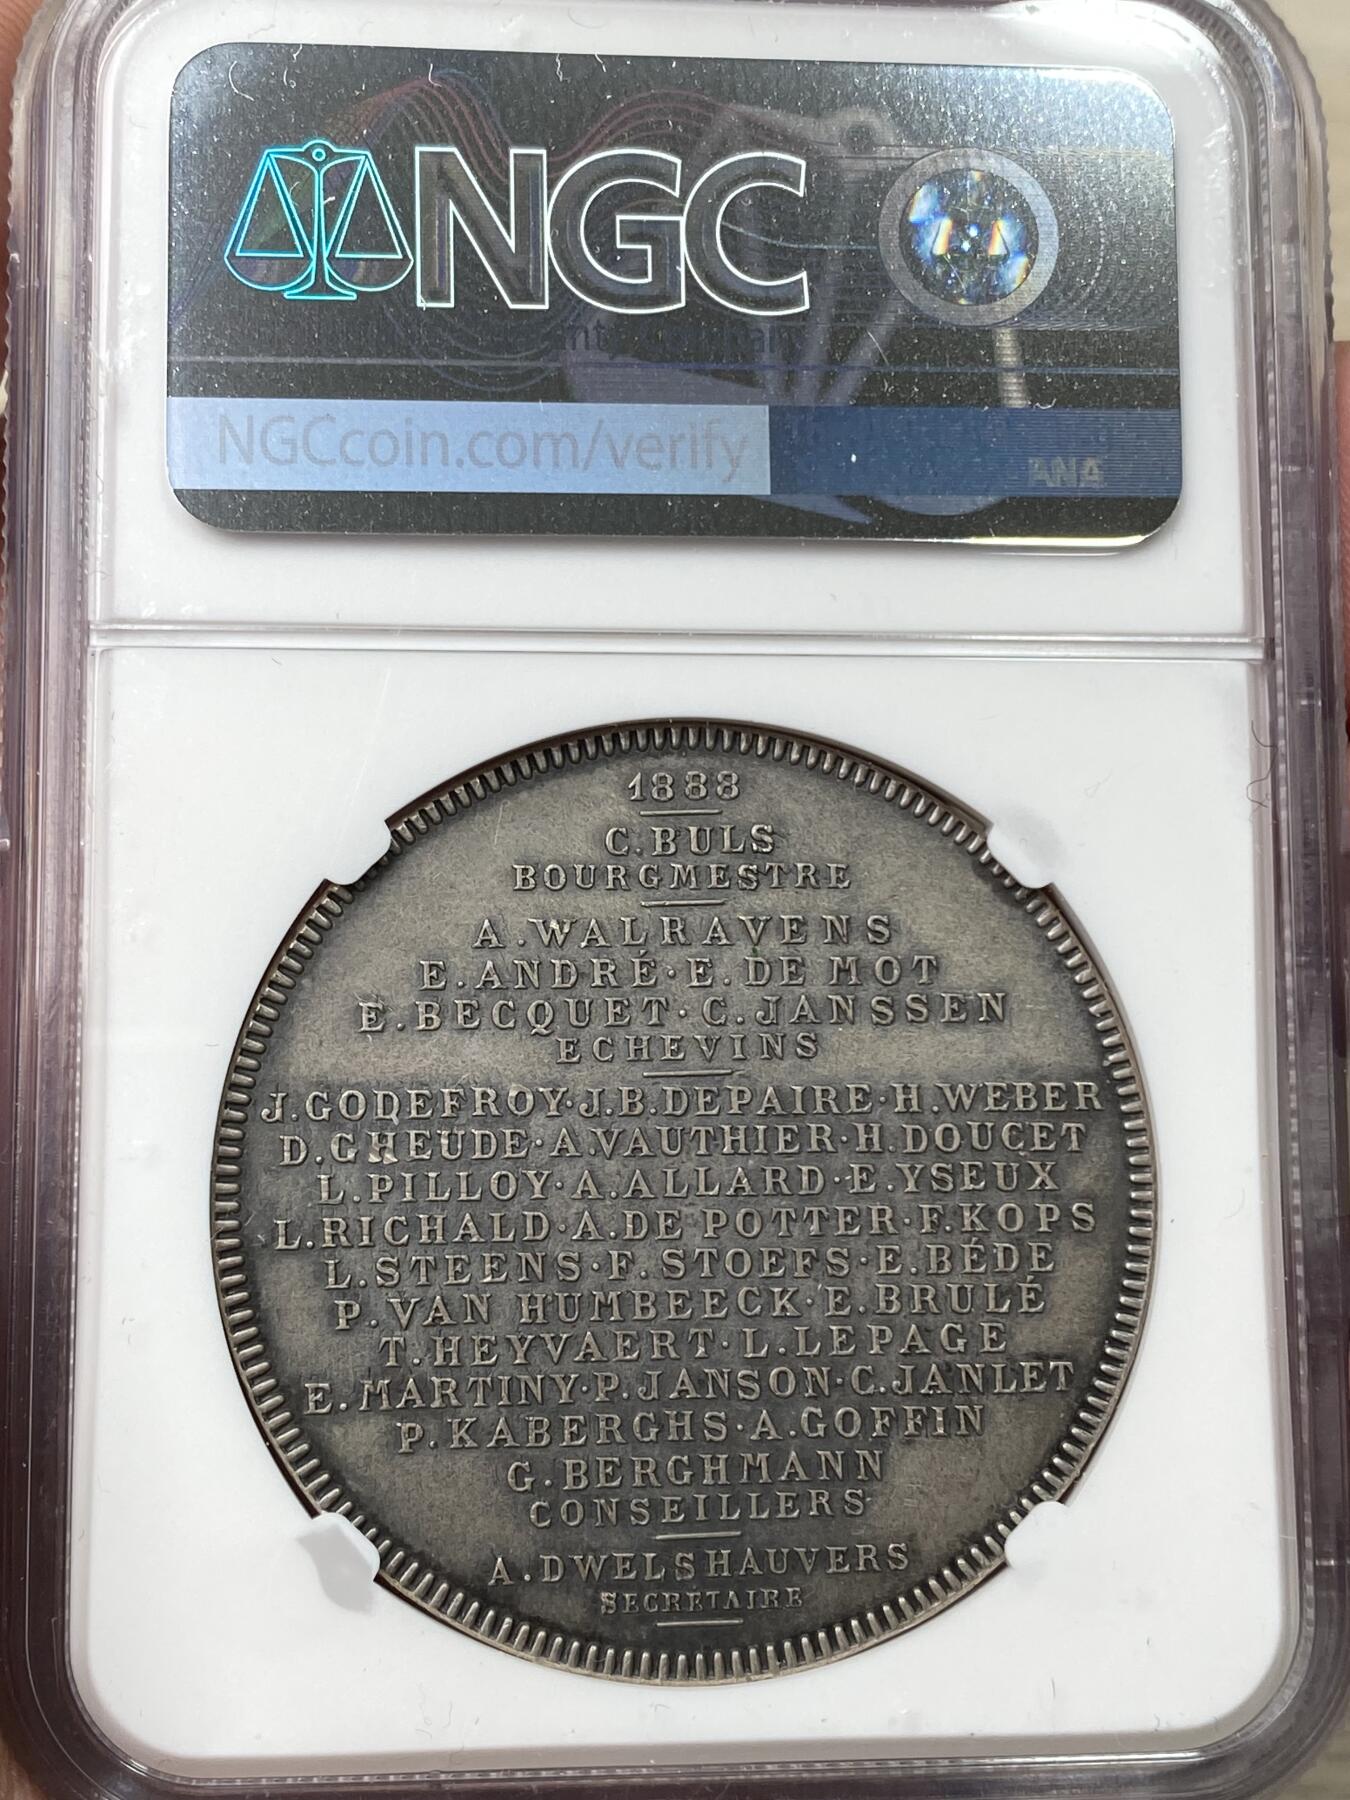 NGC
NGCcoin.com/verify
ANA
1888
C.BULS
BOURGMESTRE
A.WALRAVENS
E.ANDRÉ·E.DE MOT
E.BECQUET·C.JANSSEN
ECHEVINS
J.GODEFROY·J.B.DEPAIRE·H.WEBER
D.GHEUDE·A.VAUTHIER·H.DOUCET
L.PILLOY·A.ALLARD·E.YSEUX
L.RICHALD·A.DE POTTER·F.KOPS
L.STEENS·F.STOEFS·E.BÉDE
P.VAN HUMBEECK·E.BRULÉ
T.HEYVAERT·L.LEPAGE
E.MARTINY·P.JANSON·C.JANLET
P.KABERGHS·A.GOFFIN
G.BERGHMANN
CONSEILLERS
A.DWELSHAUVERS
SECRETAIRE